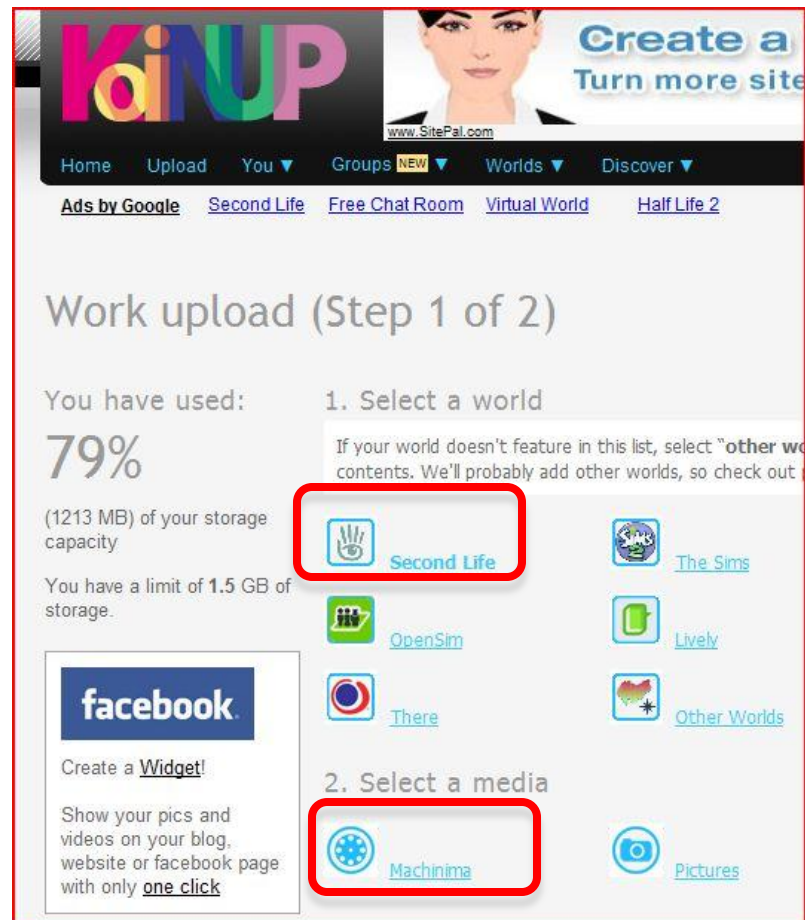 KoiNUP
Create a
Turn more site
www.SitePal.com
Home Upload You ▼ Groups NEW ▼ Worlds ▼ Discover ▼
Ads by Google Second Life Free Chat Room Virtual World Half Life 2
Work upload (Step 1 of 2)
You have used:
79%
(1213 MB) of your storage
capacity
You have a limit of 1.5 GB of
storage.
facebook.
Create a Widget!
Show your pics and
videos on your blog,
website or facebook page
with only one click
1. Select a world
If your world doesn't feature in this list, select "other
contents. We'll probably add other worlds, so check out
Second Life
The Sims
OpenSim
Lively
There
Other Worlds
2. Select a media
Machinima
Pictures